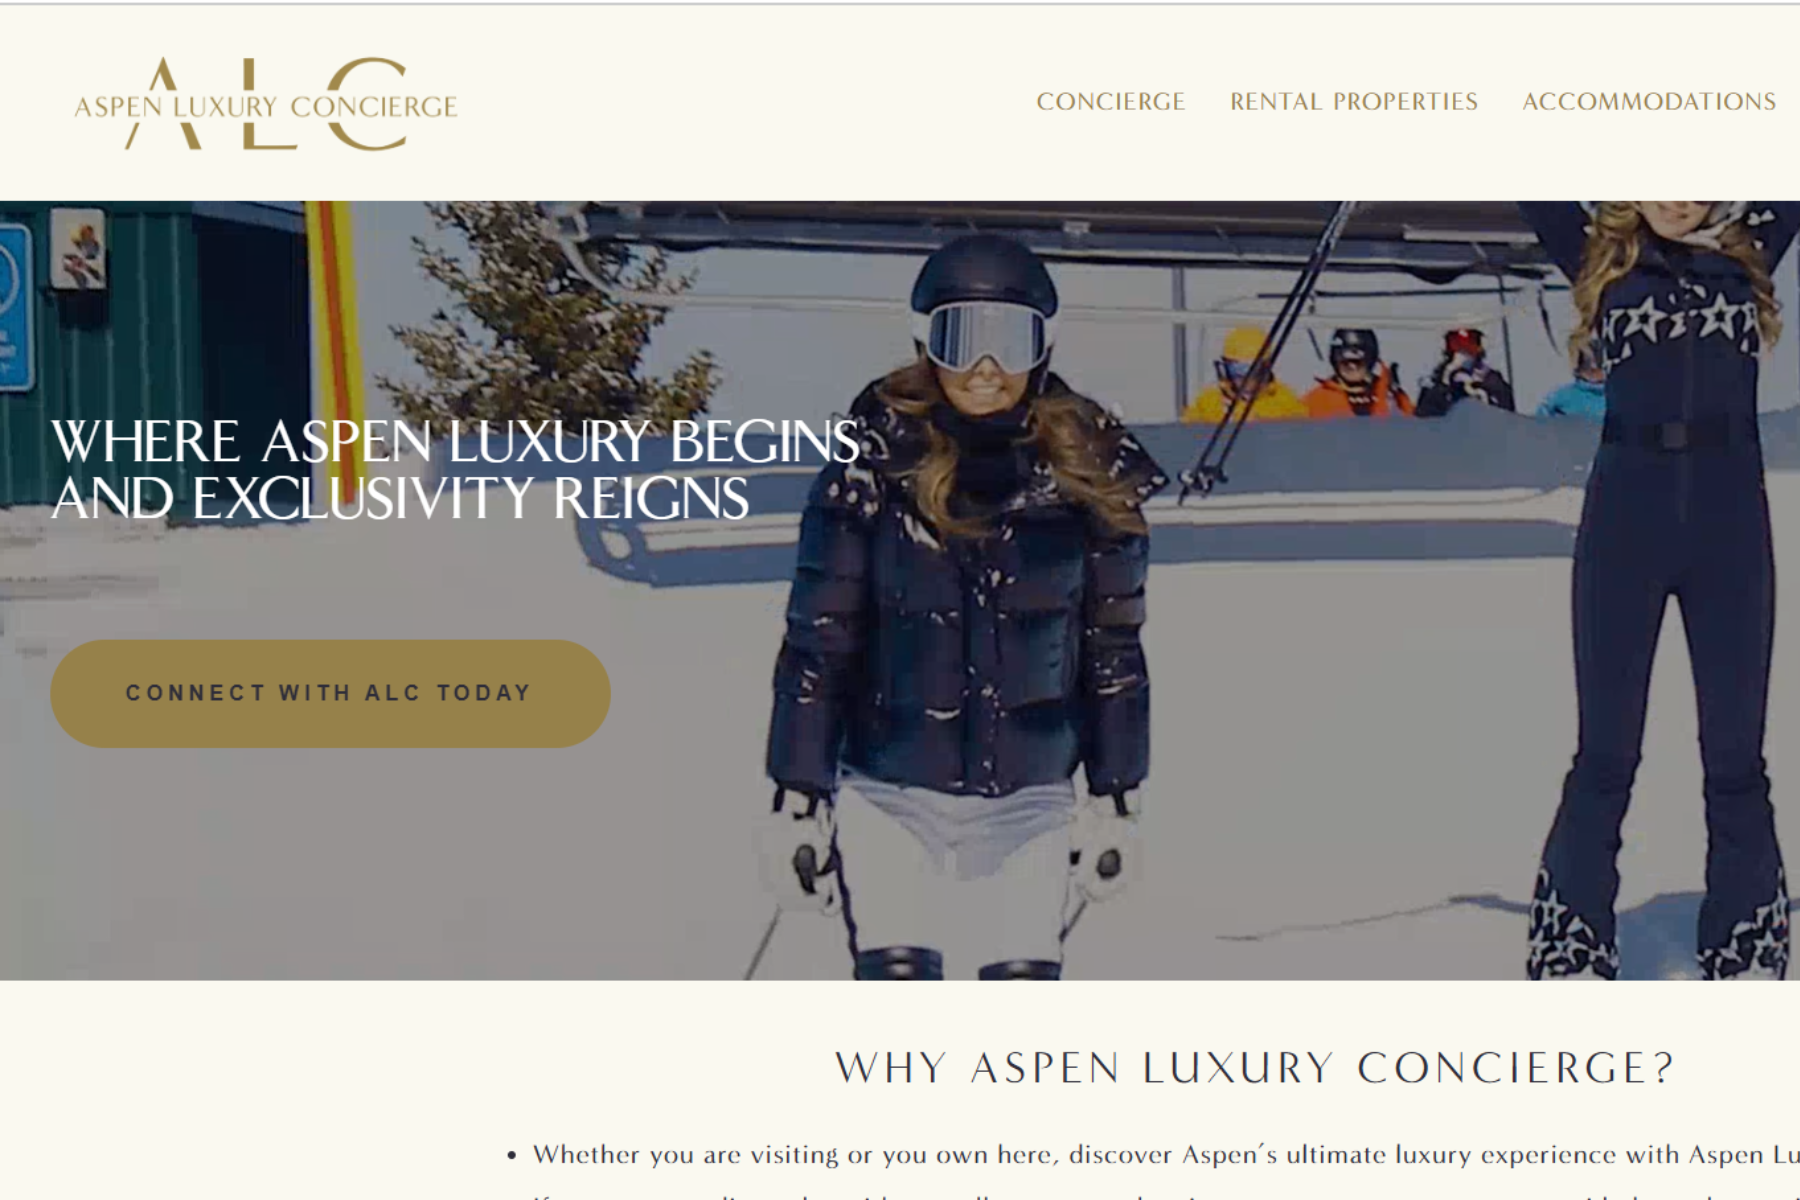 ALC
ASPEN LUXURY CONCIERGE
CONCIERGE RENTAL PROPERTIES ACCOMMODATIONS
WHERE ASPEN LUXURY BEGINS
AND EXCLUSIVITY REIGNS
CONNECT WITH ALC TODAY
WHY ASPEN LUXURY CONCIERGE?
• Whether you are visiting or you own here, discover Aspen's ultimate luxury experience with Aspen Lu